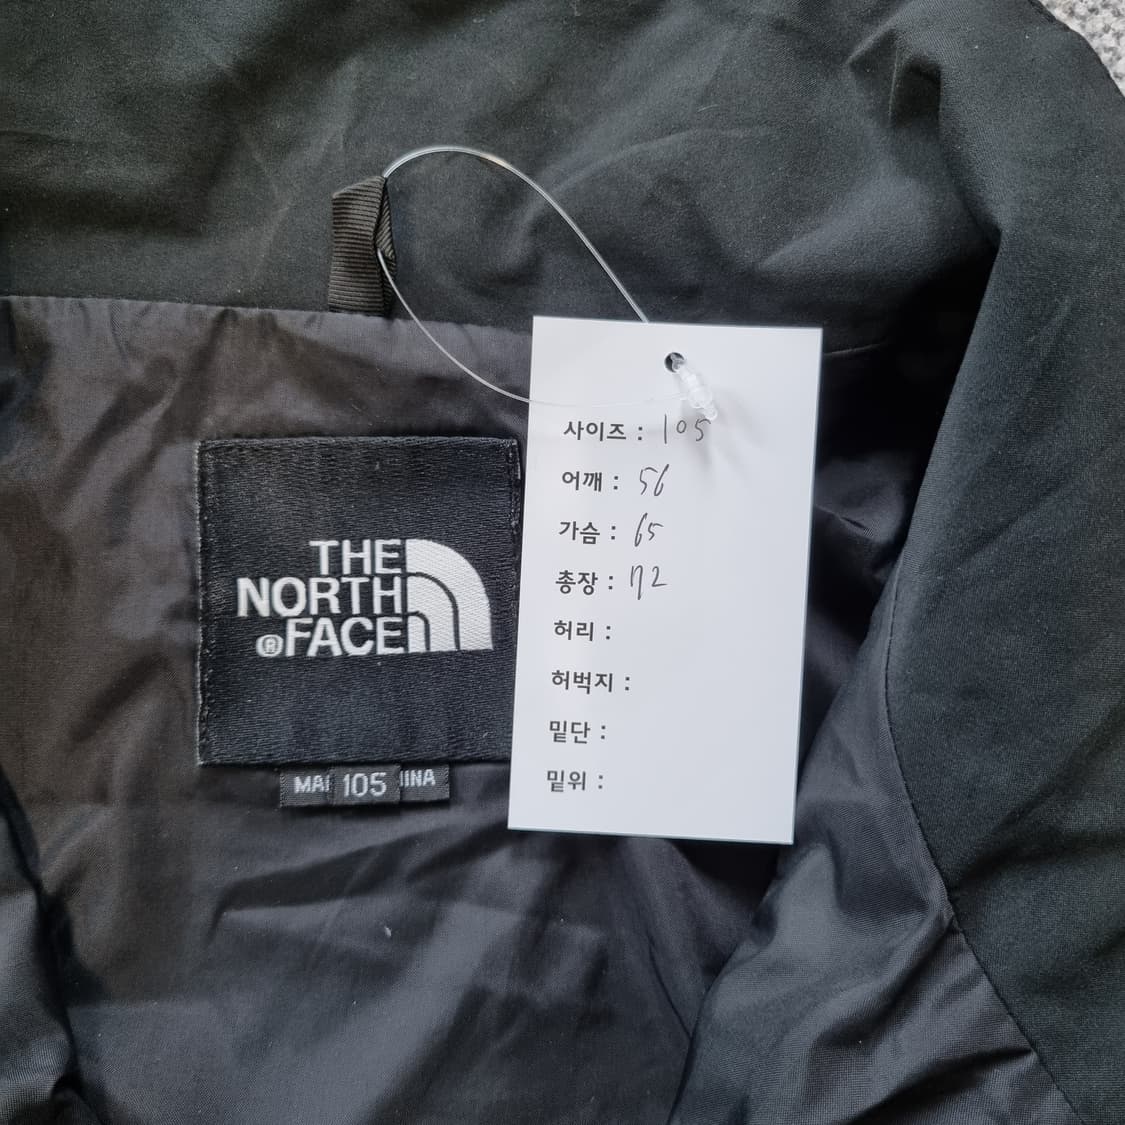 THE
NORTH
®FACE
MA 105 INA
사이즈 : 105
어깨 : 56
가슴 : 65
총장 : 72
허리 :
허벅지 :
밑단 :
밑위 :